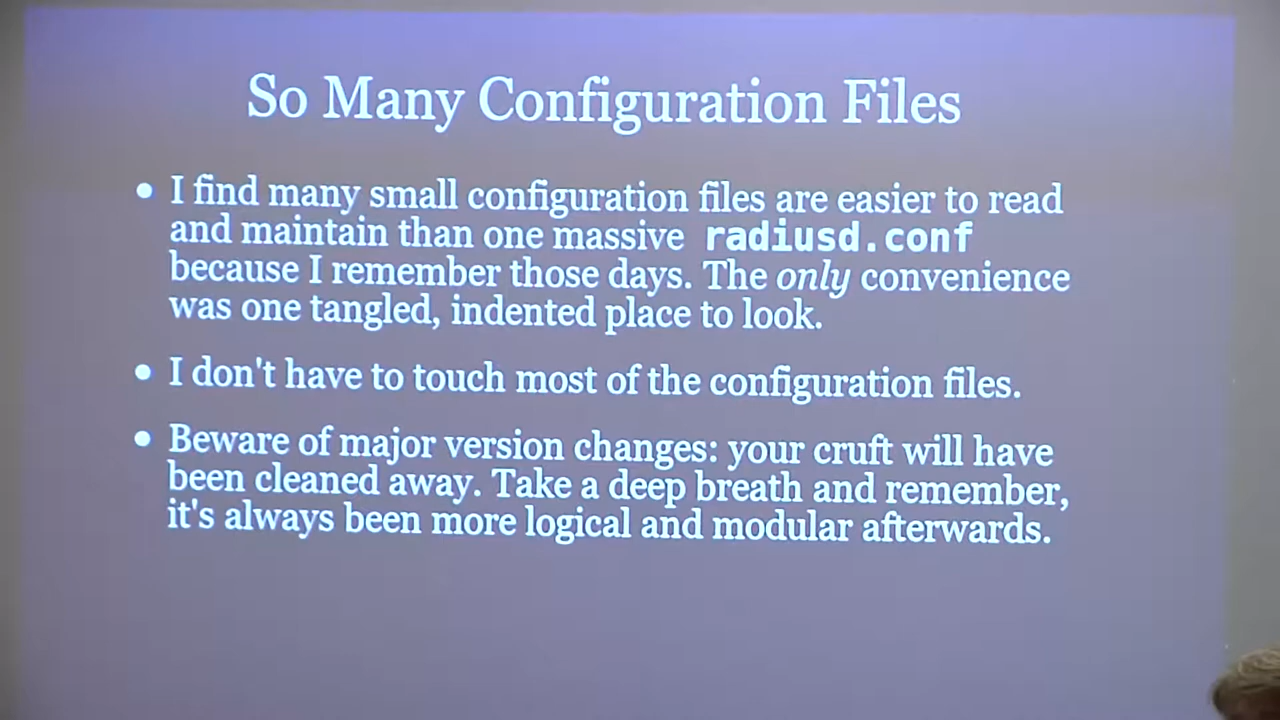 So Many Configuration Files
• I find many small configuration files are easier to read
and maintain than one massive radiusd.conf
because I remember those days. The only convenience
was one tangled, indented place to look.
• I don't have to touch most of the configuration files.
• Beware of major version changes: your cruft will have
been cleaned away. Take a deep breath and remember,
it's always been more logical and modular afterwards.